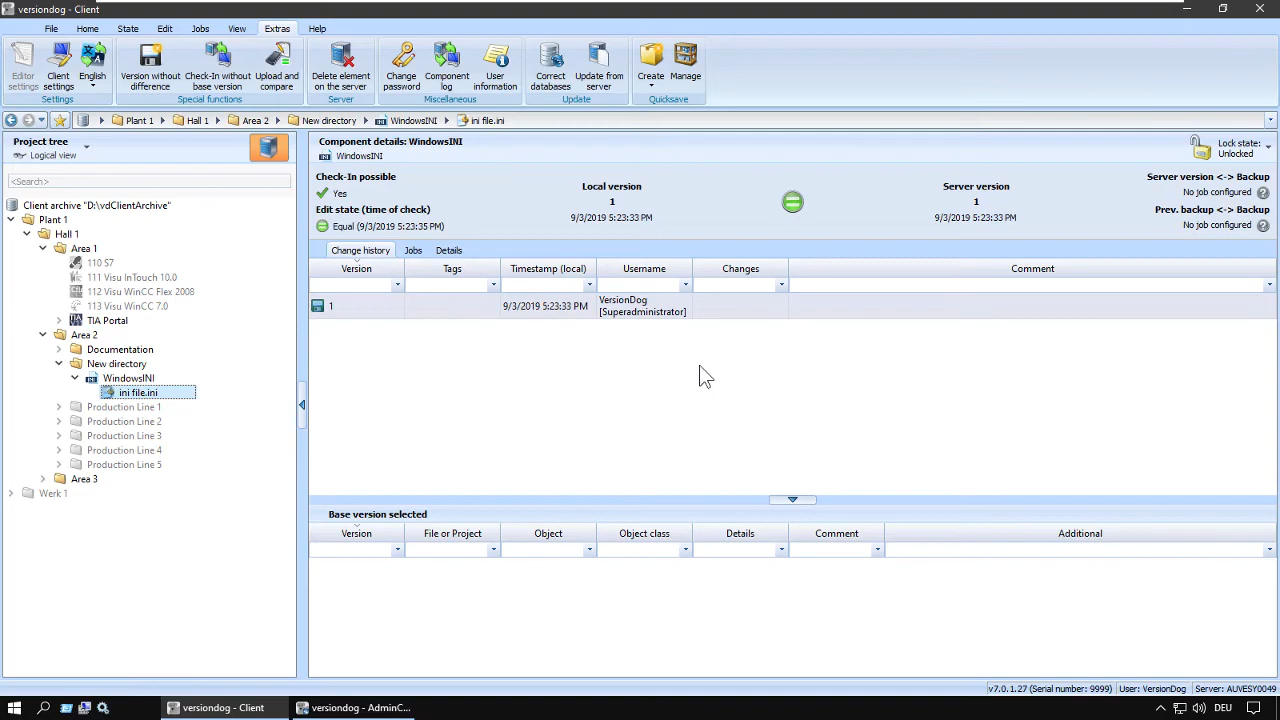 versiondog - Client
File Home State Edit Jobs View Extras Help
Editor settings
Client settings
English
Version without difference
Check-In without base version
Upload and compare
Delete element on the server
Change password
Component log
User information
Correct databases
Update from server
Create
Manage
Settings Special functions Server Miscellaneous Update Quicksave
Plant 1 Hall 1 Area 2 New directory WindowsINI ini file.ini
Project tree
Logical view
<Search>
Client archive "D:\vdClientArchive"
Plant 1
Hall 1
Area 1
110 S7
111 Visu InTouch 10.0
112 Visu WinCC Flex 2008
113 Visu WinCC 7.0
TIA Portal
Area 2
Documentation
New directory
WindowsINI
ini file.ini
Production Line 1
Production Line 2
Production Line 3
Production Line 4
Production Line 5
Area 3
Werk 1
Component details: WindowsINI
WindowsINI
Lock state:
Unlocked
Check-In possible
Yes
Edit state (time of check)
Equal (9/3/2019 5:23:35 PM)
Local version
1
9/3/2019 5:23:33 PM
Server version
1
9/3/2019 5:23:33 PM
Server version <-> Backup
No job configured
Prev. backup <-> Backup
No job configured
Change history Jobs Details
Version Tags Timestamp (local) Username Changes Comment
1 9/3/2019 5:23:33 PM VersionDog
[Superadministrator]
Base version selected
Version File or Project Object Object class Details Comment Additional
v7.0.1.27 (Serial number: 9999) User: VersionDog Server: AUVESY0049
versiondog - Client versiondog - AdminC... DEU